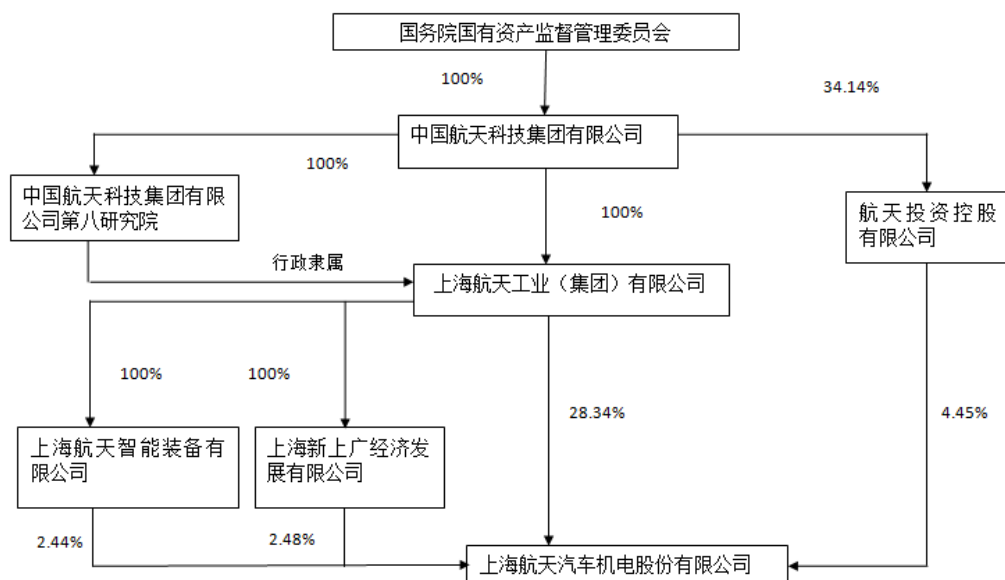 国务院国有资产监督管理委员会
100%
34.14%
中国航天科技集团有限公司
100%
中国航天科技集团有限
公司第八研究院
100%
航天投资控股
有限公司
行政隶属
上海航天工业（集团）有限公司
100%
100%
28.34%
4.45%
上海航天智能装备有
限公司
上海新上广经济发
展有限公司
2.44%
2.48%
上海航天汽车机电股份有限公司